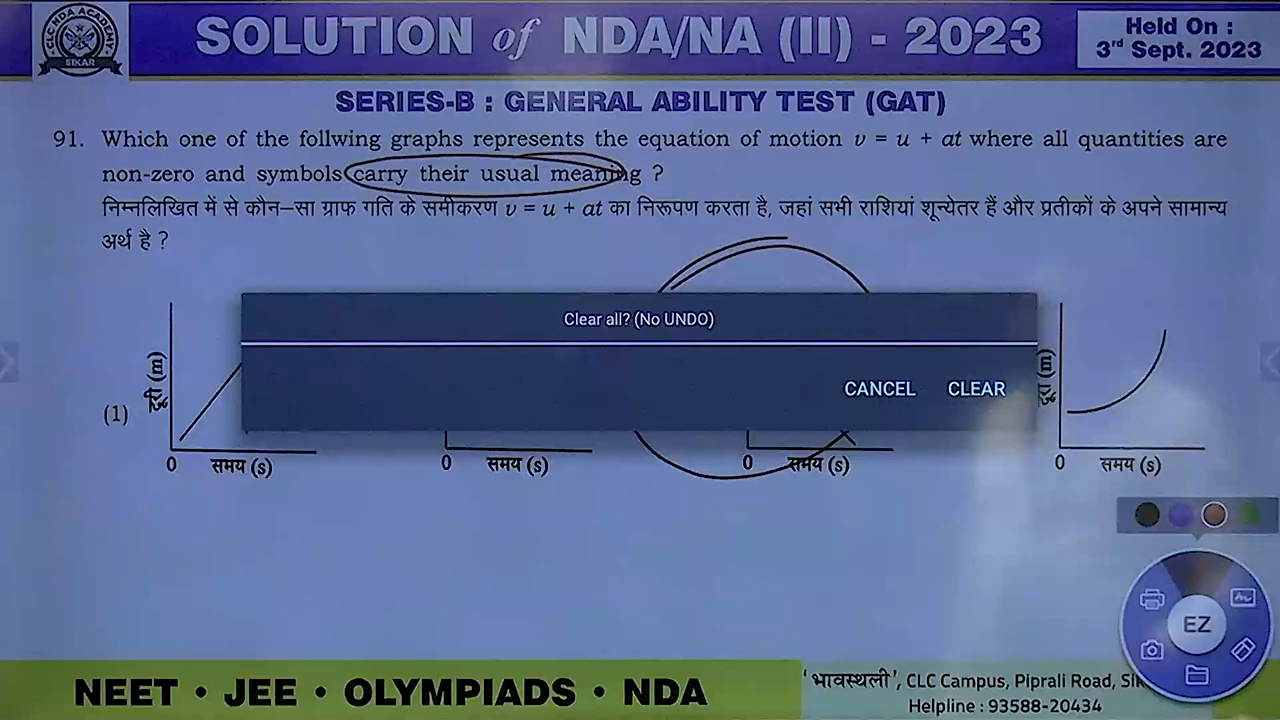 CLC NDA ACADEMY
SIKAR
SOLUTION of NDA/NA (II) - 2023
Held On :
3rd Sept. 2023
SERIES-B : GENERAL ABILITY TEST (GAT)
91. Which one of the follwing graphs represents the equation of motion v = u + at where all quantities are
non-zero and symbols carry their usual meaning ?
निम्नलिखित में से कौन–सा ग्राफ गति के समीकरण v = u + at का निरूपण करता है, जहां सभी राशियां शून्येतर हैं और प्रतीकों के अपने सामान्य
अर्थ है ?
Clear all? (No UNDO)
CANCEL CLEAR
(1)
दूरी (m)
(m)
0 समय (s) 0 समय (s) 0 समय (s) 0 समय (s)
EZ
NEET • JEE • OLYMPIADS • NDA
'भावस्थली', CLC Campus, Piprali Road,
Helpline : 93588-20434